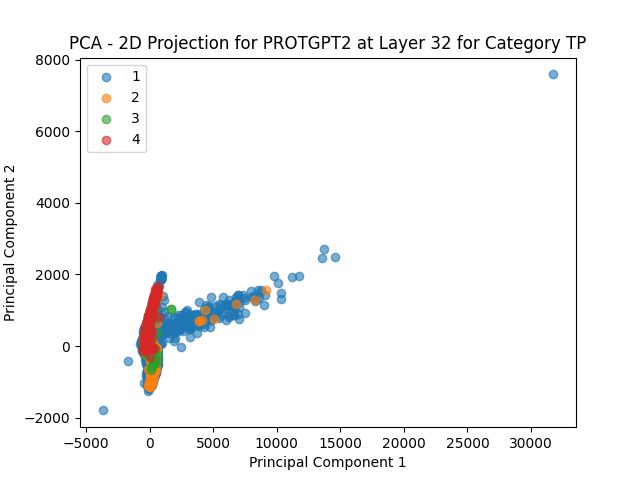 PCA - 2D Projection for PROTGPT2 at Layer 32 for Category TP
8000
6000
4000
2000
0
−2000
Principal Component 2
1
2
3
4
−5000 0 5000 10000 15000 20000 25000 30000
Principal Component 1